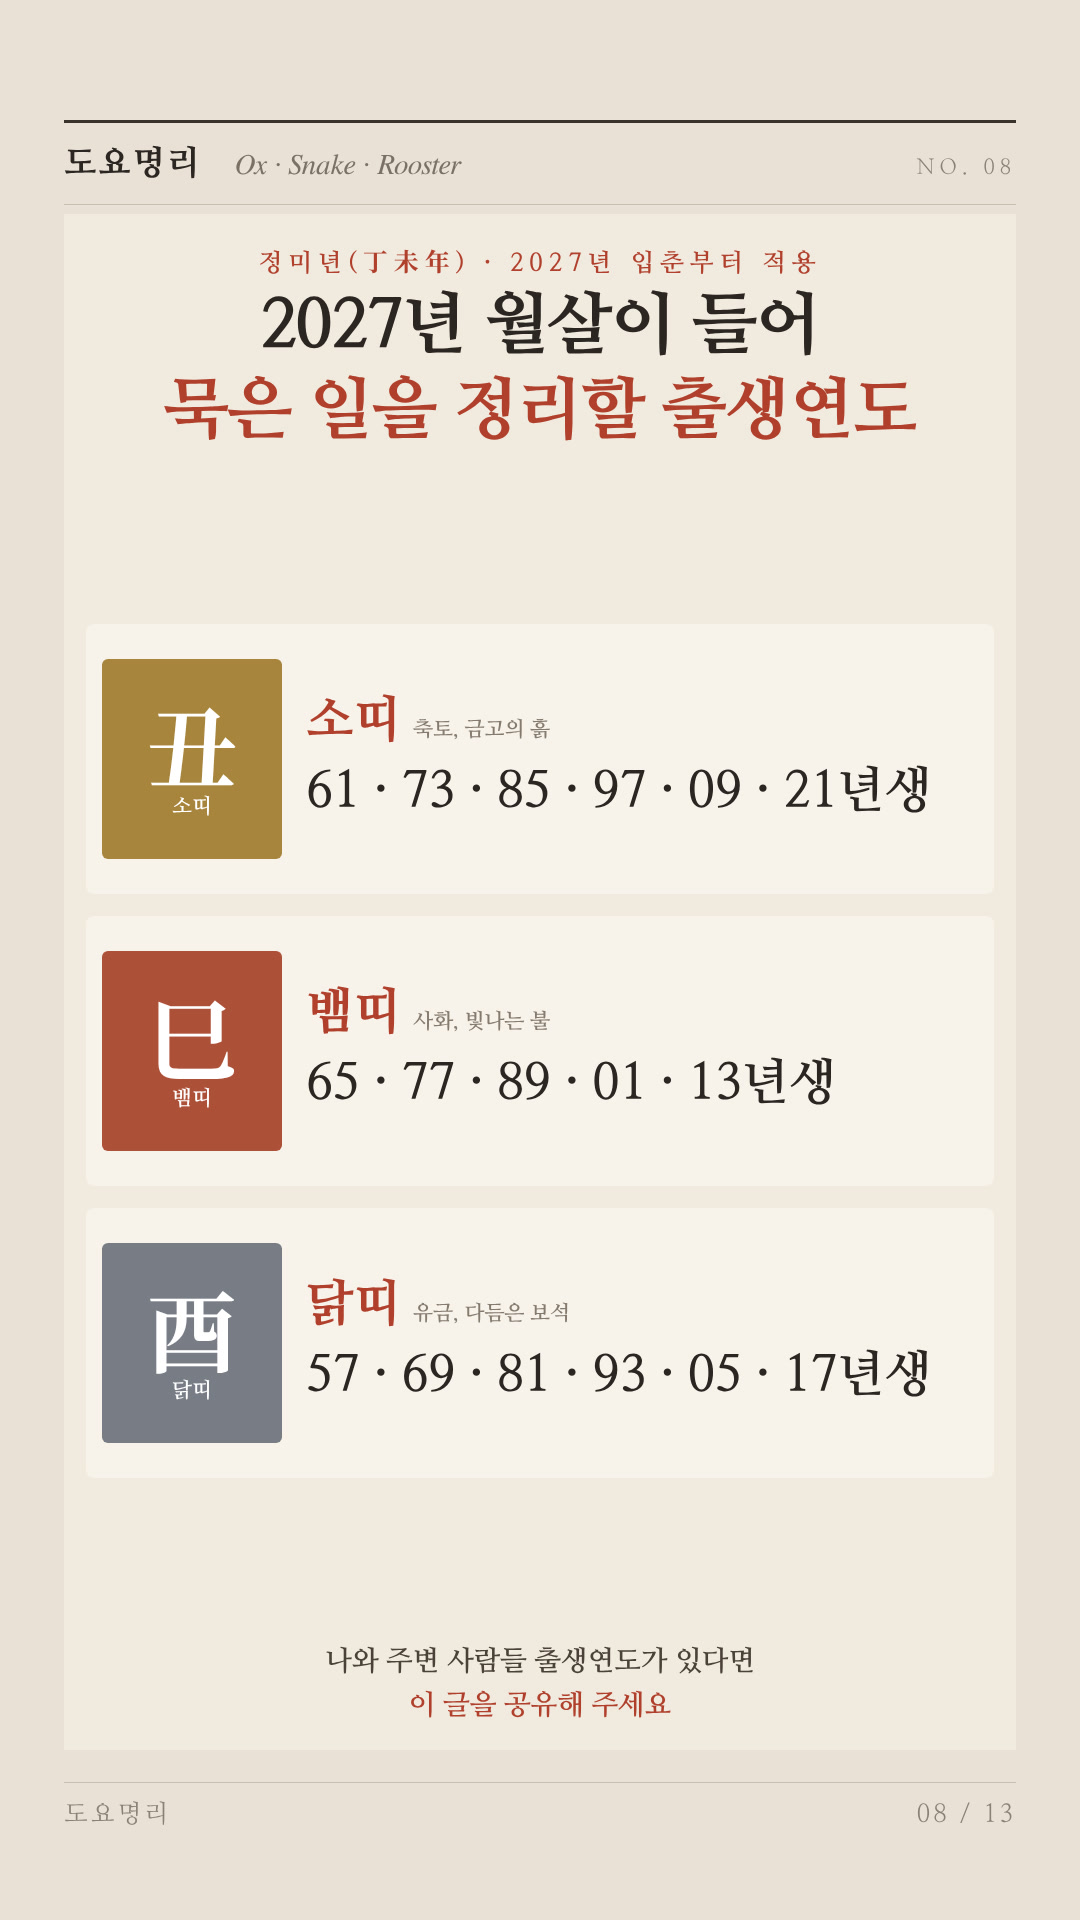 도요명리 Ox · Snake · Rooster NO. 08
정미년(丁未年) · 2027년 입춘부터 적용
2027년 월살이 들어
묵은 일을 정리할 출생연도
丑
소띠
소띠 축토, 금고의 흙
61 · 73 · 85 · 97 · 09 · 21년생
巳
뱀띠
뱀띠 사화, 빛나는 불
65 · 77 · 89 · 01 · 13년생
酉
닭띠
닭띠 유금, 다듬은 보석
57 · 69 · 81 · 93 · 05 · 17년생
나와 주변 사람들 출생연도가 있다면
이 글을 공유해 주세요
도요명리 08 / 13